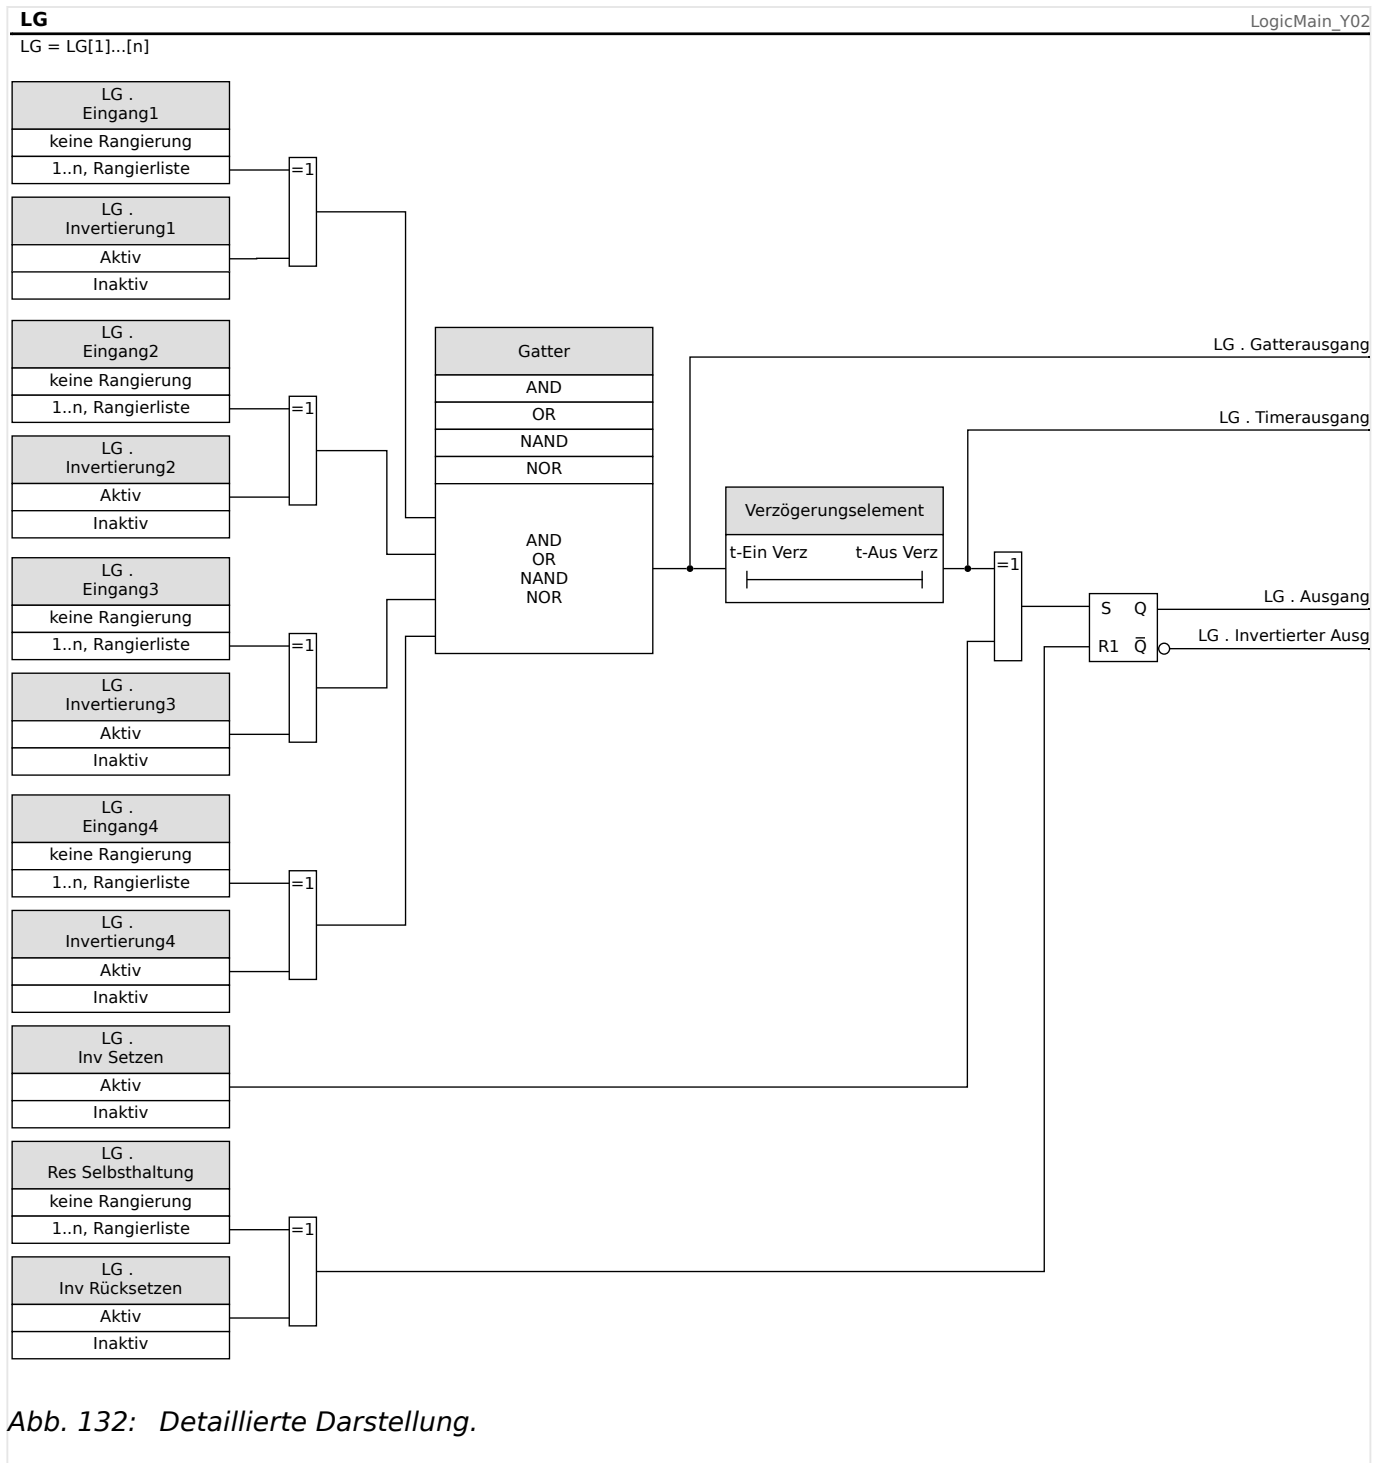 LG
LogicMain_Y02
LG = LG[1]...[n]
LG .
Eingang1
keine Rangierung
1..n, Rangierliste
=1
LG .
Invertierung1
Aktiv
Inaktiv
LG .
Eingang2
keine Rangierung
1..n, Rangierliste
=1
LG .
Invertierung2
Aktiv
Inaktiv
LG .
Eingang3
keine Rangierung
1..n, Rangierliste
=1
LG .
Invertierung3
Aktiv
Inaktiv
LG .
Eingang4
keine Rangierung
1..n, Rangierliste
=1
LG .
Invertierung4
Aktiv
Inaktiv
LG .
Inv Setzen
Aktiv
Inaktiv
LG .
Res Selbsthaltung
keine Rangierung
1..n, Rangierliste
=1
LG .
Inv Rücksetzen
Aktiv
Inaktiv
Gatter
AND
OR
NAND
NOR
AND
OR
NAND
NOR
Verzögerungselement
t-Ein Verz t-Aus Verz
=1
S Q
R1 Q̅
LG . Gatterausgang
LG . Timerausgang
LG . Ausgang
LG . Invertierter Ausg
Abb. 132: Detaillierte Darstellung.